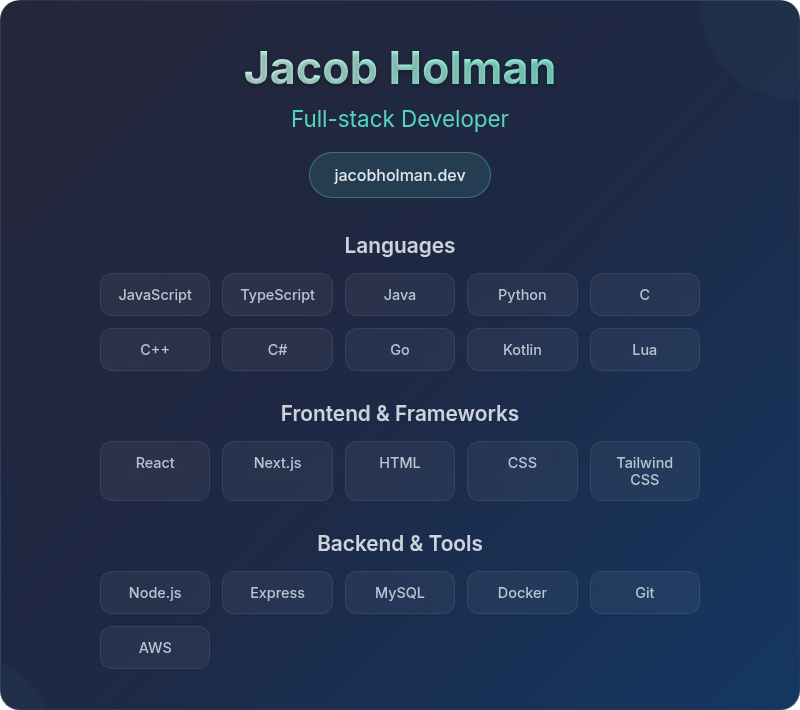 Jacob Holman
Full-stack Developer
jacobholman.dev
Languages
JavaScript TypeScript Java Python C
C++ C# Go Kotlin Lua
Frontend & Frameworks
React Next.js HTML CSS Tailwind
CSS
Backend & Tools
Node.js Express MySQL Docker Git
AWS